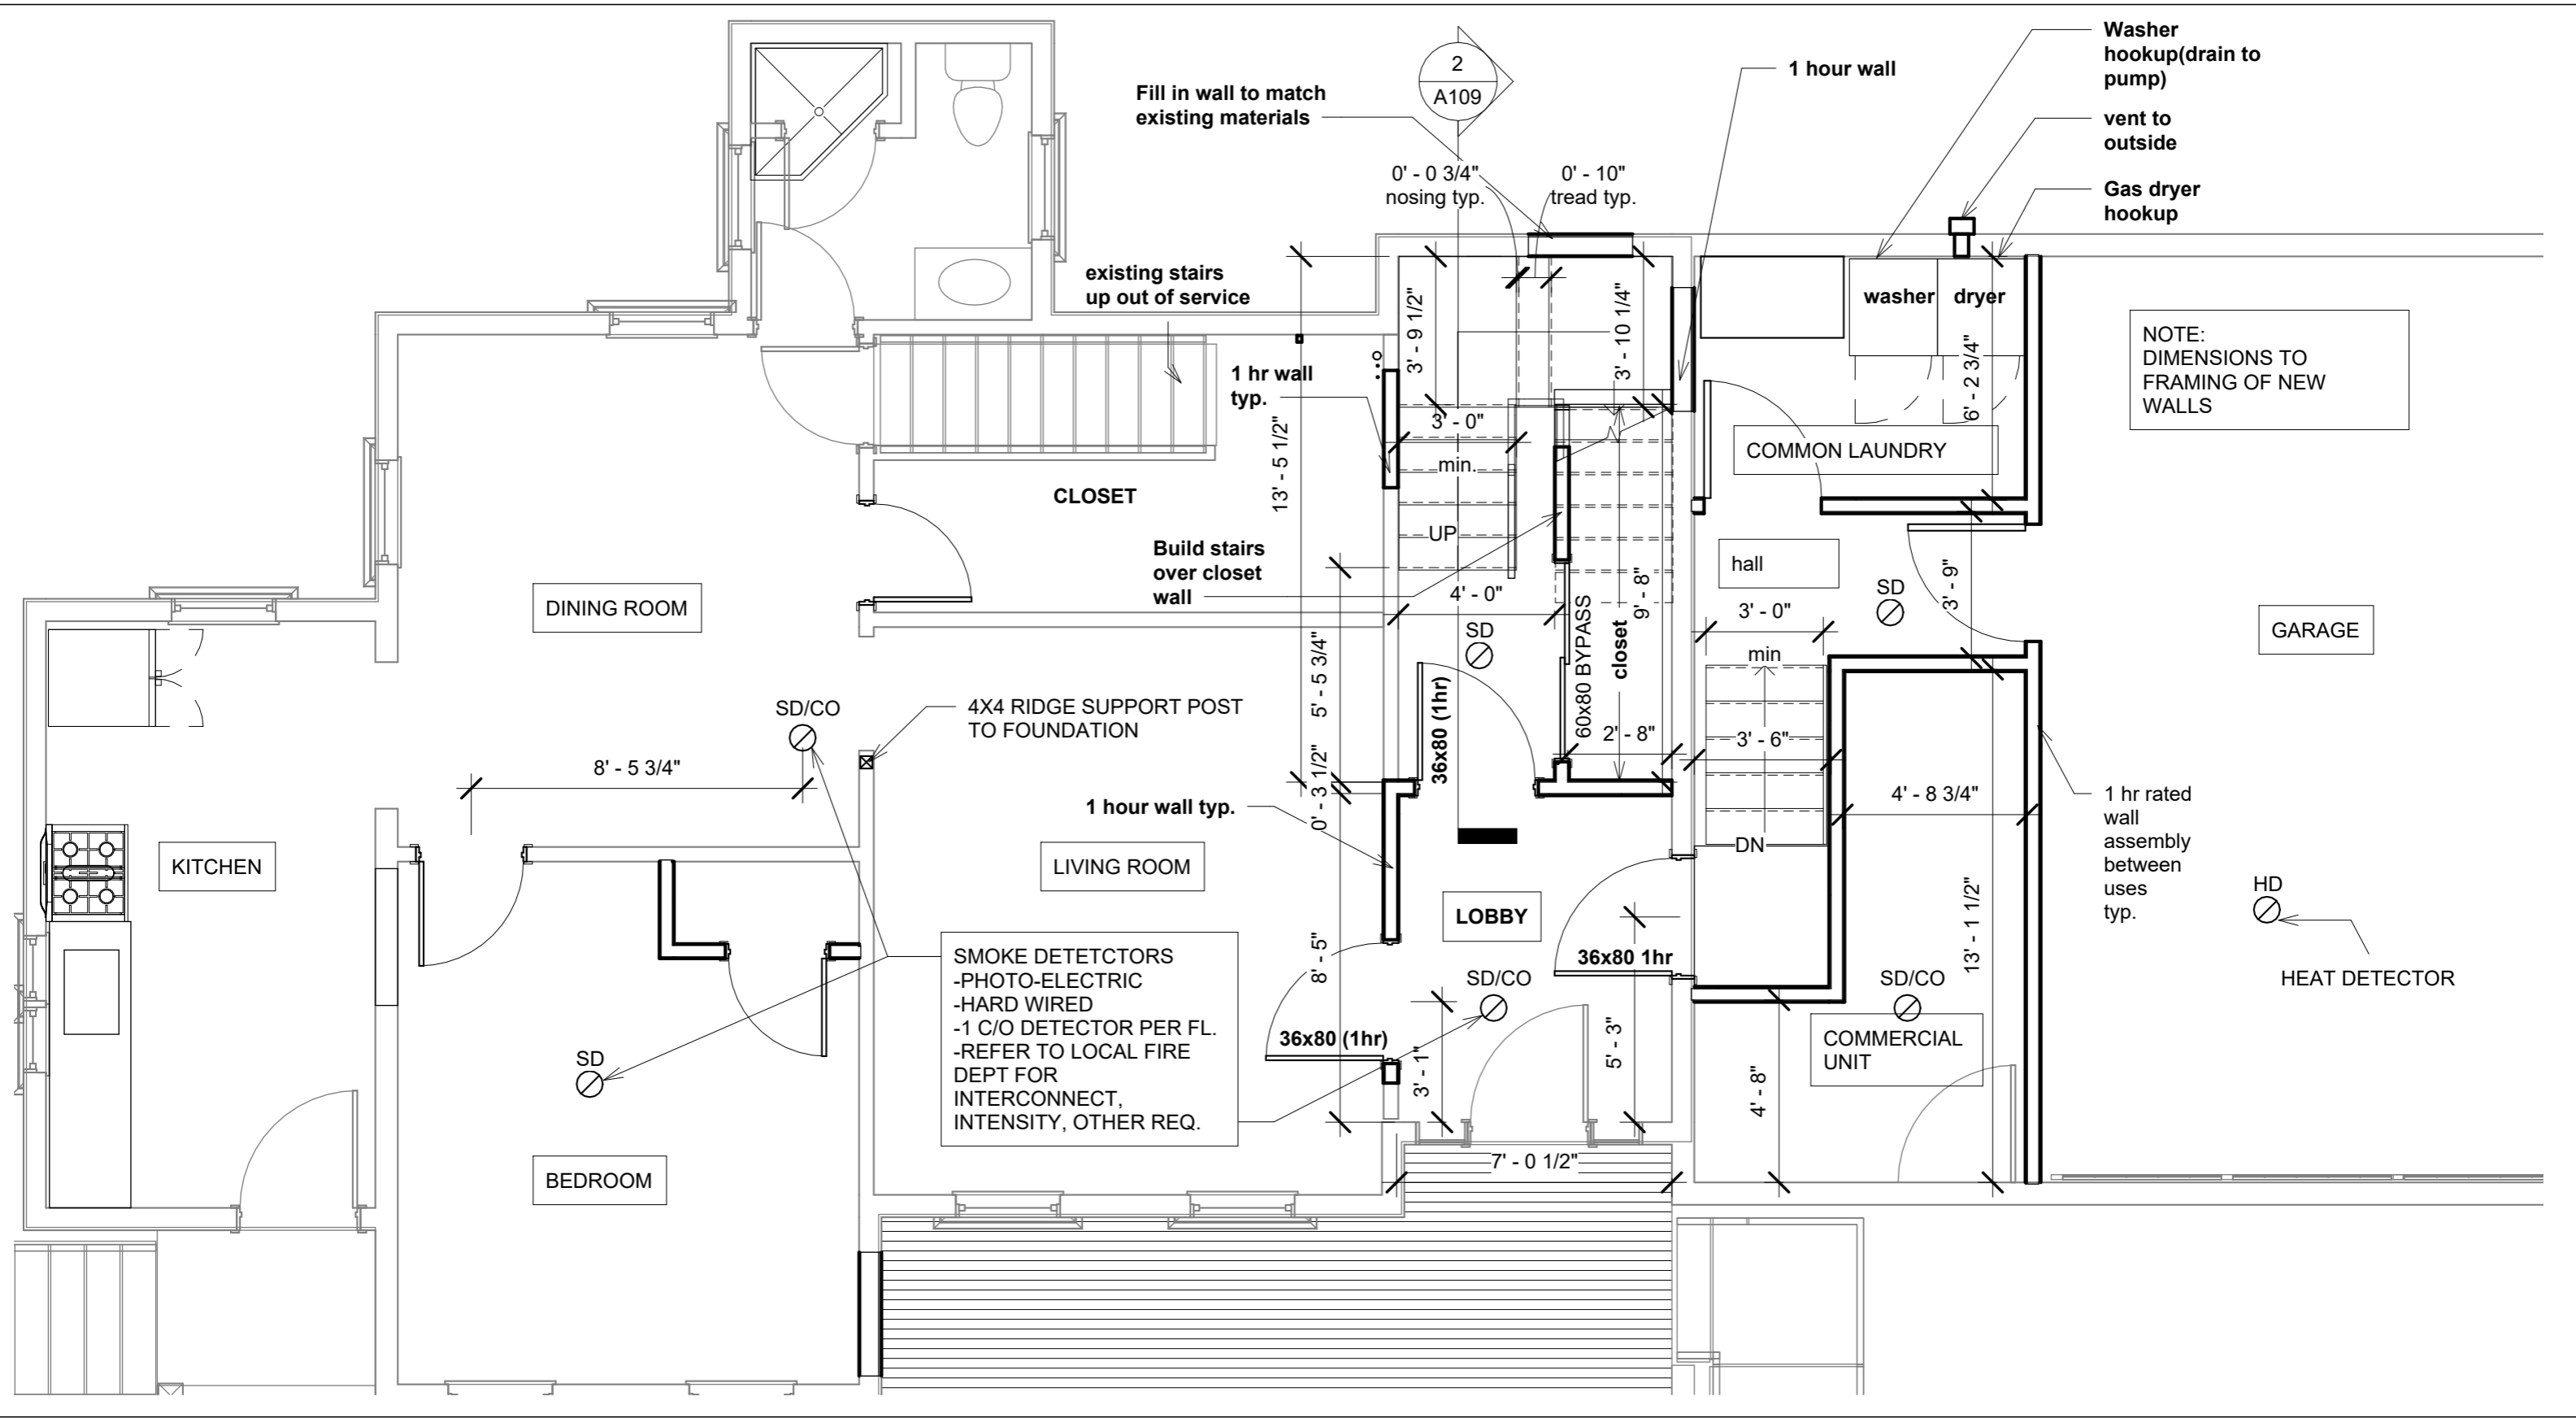 2
A109
Washer
hookup(drain to
pump)
1 hour wall
Fill in wall to match
existing materials
vent to
outside
0' - 0 3/4"
nosing typ.
0' - 10"
tread typ.
Gas dryer
hookup
existing stairs
up out of service
washer
dryer
3' - 9 1/2"
3' - 10 1/4"
6' - 2 3/4"
NOTE:
DIMENSIONS TO
FRAMING OF NEW
WALLS
1 hr wall
typ.
3' - 0"
min.
UP
COMMON LAUNDRY
13' - 5 1/2"
CLOSET
Build stairs
over closet
wall
hall
SD
3' - 9"
DINING ROOM
4' - 0"
9' - 8"
closet
60x80 BYPASS
3' - 0"
min
GARAGE
SD
5' - 5 3/4"
36x80 (1hr)
SD/CO
4X4 RIDGE SUPPORT POST
TO FOUNDATION
2' - 8"
3' - 6"
8' - 5 3/4"
0' - 3 1/2"
1 hour wall typ.
4' - 8 3/4"
1 hr rated
wall
assembly
between
uses
typ.
DN
KITCHEN
LIVING ROOM
LOBBY
HD
13' - 1 1/2"
8' - 5"
36x80 1hr
SMOKE DETETCTORS
-PHOTO-ELECTRIC
-HARD WIRED
-1 C/O DETECTOR PER FL.
-REFER TO LOCAL FIRE
DEPT FOR
INTERCONNECT,
INTENSITY, OTHER REQ.
SD/CO
SD/CO
HEAT DETECTOR
36x80 (1hr)
5' - 3"
COMMERCIAL
UNIT
SD
3' - 1"
4' - 8"
BEDROOM
7' - 0 1/2"